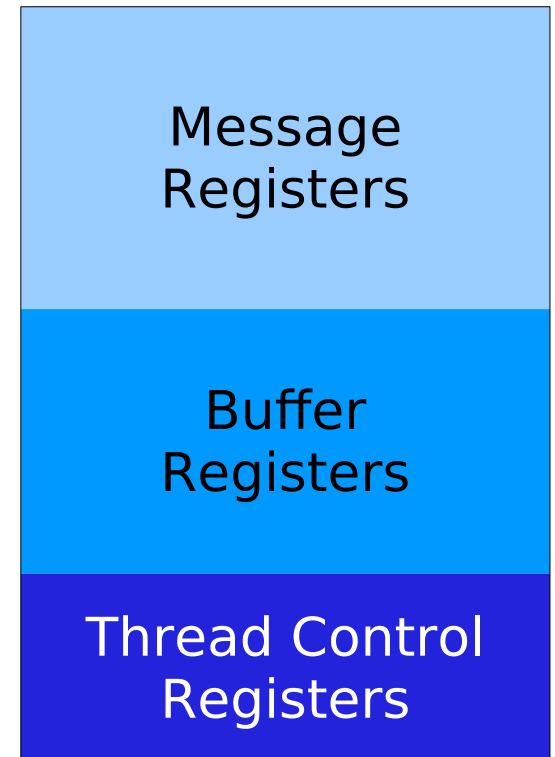 Message
Registers
Buffer
Registers
Thread Control
Registers